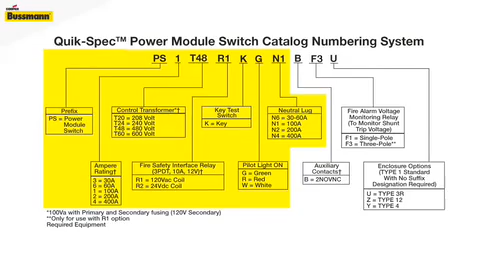 COOPER Bussmann
Quik-Spec™ Power Module Switch Catalog Numbering System
PS 1 T48 R1 K G N1 B F3 U
Prefix
PS = Power
Module
Switch
Control Transformer*†
T20 = 208 Volt
T24 = 240 Volt
T48 = 480 Volt
T60 = 600 Volt
Key Test
Switch
K = Key
Neutral Lug
N6 = 30-60A
N1 = 100A
N2 = 200A
N4 = 400A
Fire Alarm Voltage
Monitoring Relay
(To Monitor Shunt
Trip Voltage)
F1 = Single-Pole
F3 = Three-Pole**
Ampere
Rating†
3 = 30A
6 = 60A
1 = 100A
2 = 200A
4 = 400A
Fire Safety Interface Relay
(3PDT, 10A, 12V)†
R1 = 120Vac Coil
R2 = 24Vdc Coil
Pilot Light ON
G = Green
R = Red
W = White
Auxiliary
Contacts†
B = 2NO/NC
Enclosure Options
(TYPE 1 Standard
With No Suffix
Designation Required)
U = TYPE 3R
Z = TYPE 12
Y = TYPE 4
*100Va with Primary and Secondary fusing (120V Secondary)
**Only for use with R1 option
Required Equipment